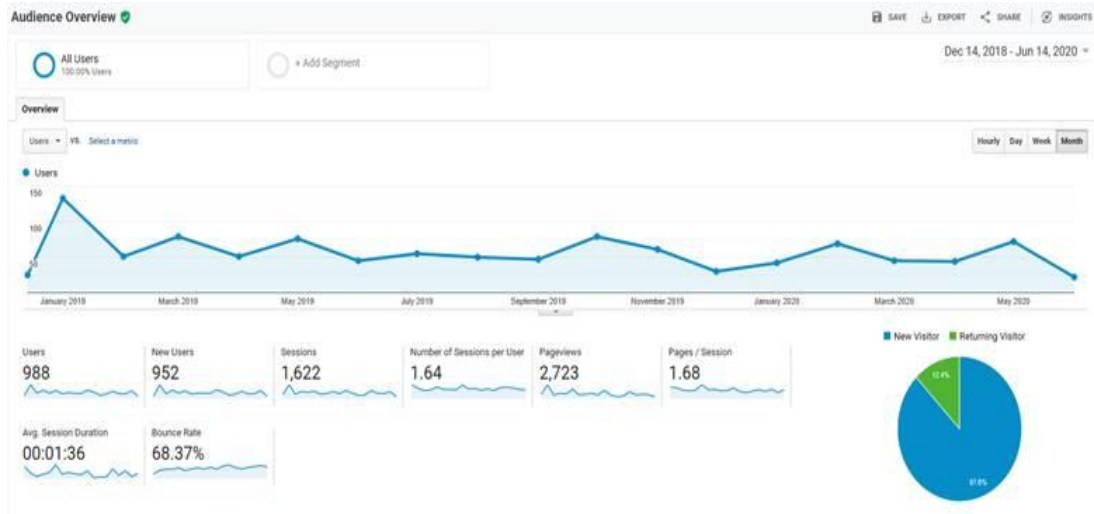 Audience Overview
SAVE EXPORT SHARE INSIGHTS
All Users
100.00% Users
+ Add Segment
Dec 14, 2018 - Jun 14, 2020
Overview
Users VS. Select a metric
Hourly Day Week Month
Users
150
100
50
January 2019 March 2019 May 2019 July 2019 September 2019 November 2019 January 2020 March 2020 May 2020
New Visitor Returning Visitor
Users
988
New Users
952
Sessions
1,622
Number of Sessions per User
1.64
Pageviews
2,723
Pages / Session
1.68
Avg. Session Duration
00:01:36
Bounce Rate
68.37%
12.4%